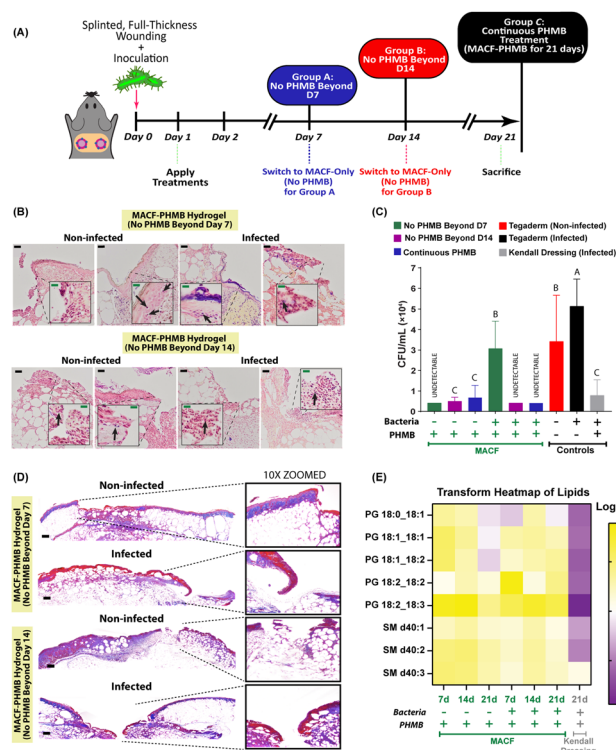 (A)
Splinted, Full-Thickness
Wounding
+
Inoculation
Group A:
No PHMB Beyond
D7
Group B:
No PHMB Beyond
D14
Group C:
Continuous PHMB
Treatment
(MACF-PHMB for 21 days)
Day 0
Day 1
Day 2
Day 7
Day 14
Day 21
Apply
Treatments
Switch to MACF-Only
(No PHMB)
for Group A
Switch to MACF-Only
(No PHMB)
for Group B
Sacrifice
(B)
MACF-PHMB Hydrogel
(No PHMB Beyond Day 7)
Non-infected
Infected
MACF-PHMB Hydrogel
(No PHMB Beyond Day 14)
Non-infected
Infected
(C)
No PHMB Beyond D7
No PHMB Beyond D14
Continuous PHMB
Tegaderm (Non-infected)
Tegaderm (Infected)
Kendall Dressing (Infected)
CFU/mL (×10⁴)
6
5
4
3
2
1
0
UNDETECTABLE
C
C
B
UNDETECTABLE
UNDETECTABLE
B
A
C
Bacteria - - - + + + - + +
PHMB + + + + + + - - +
MACF
Controls
(D)
Non-infected
10X ZOOMED
MACF-PHMB Hydrogel
(No PHMB Beyond Day 7)
Infected
Non-infected
MACF-PHMB Hydrogel
(No PHMB Beyond Day 14)
Infected
(E)
Transform Heatmap of Lipids
Log
PG 18:0_18:1
PG 18:1_18:1
PG 18:1_18:2
PG 18:2_18:2
PG 18:2_18:3
SM d40:1
SM d40:2
SM d40:3
7d 14d 21d 7d 14d 21d 21d
Bacteria - - - + + + +
PHMB + + + + + + +
MACF
Kendall